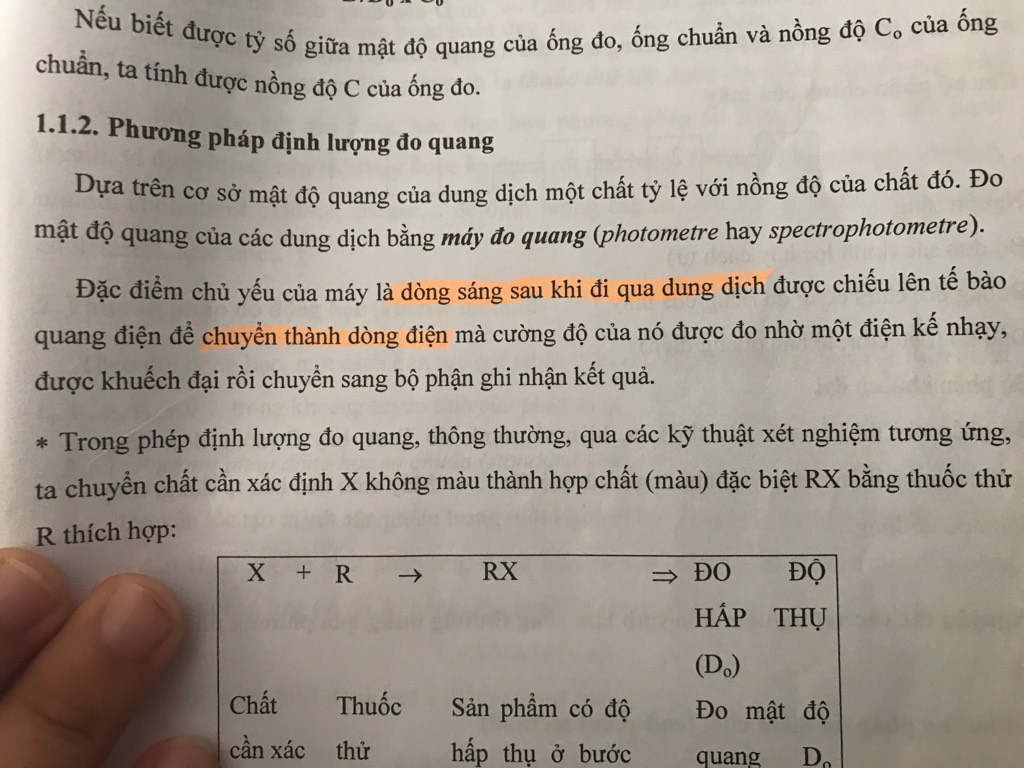 Nếu biết được tỷ số giữa mật độ quang của ống đo, ống chuẩn và nồng độ Cₒ của ống
chuẩn, ta tính được nồng độ C của ống đo.
1.1.2. Phương pháp định lượng đo quang
Dựa trên cơ sở mật độ quang của dung dịch một chất tỷ lệ với nồng độ của chất đó. Đo
mật độ quang của các dung dịch bằng máy đo quang (photometre hay spectrophotometre).
Đặc điểm chủ yếu của máy là dòng sáng sau khi đi qua dung dịch được chiếu lên tế bào
quang điện để chuyển thành dòng điện mà cường độ của nó được đo nhờ một điện kế nhạy,
được khuếch đại rồi chuyển sang bộ phận ghi nhận kết quả.
* Trong phép định lượng đo quang, thông thường, qua các kỹ thuật xét nghiệm tương ứng,
ta chuyển chất cần xác định X không màu thành hợp chất (màu) đặc biệt RX bằng thuốc thử
R thích hợp:
X + R → RX ⇒ ĐO ĐỘ
HẤP THỤ
(Dₒ)
Chất Thuốc Sản phẩm có độ Đo mật độ
cần xác thử hấp thụ ở bước quang Dₒ